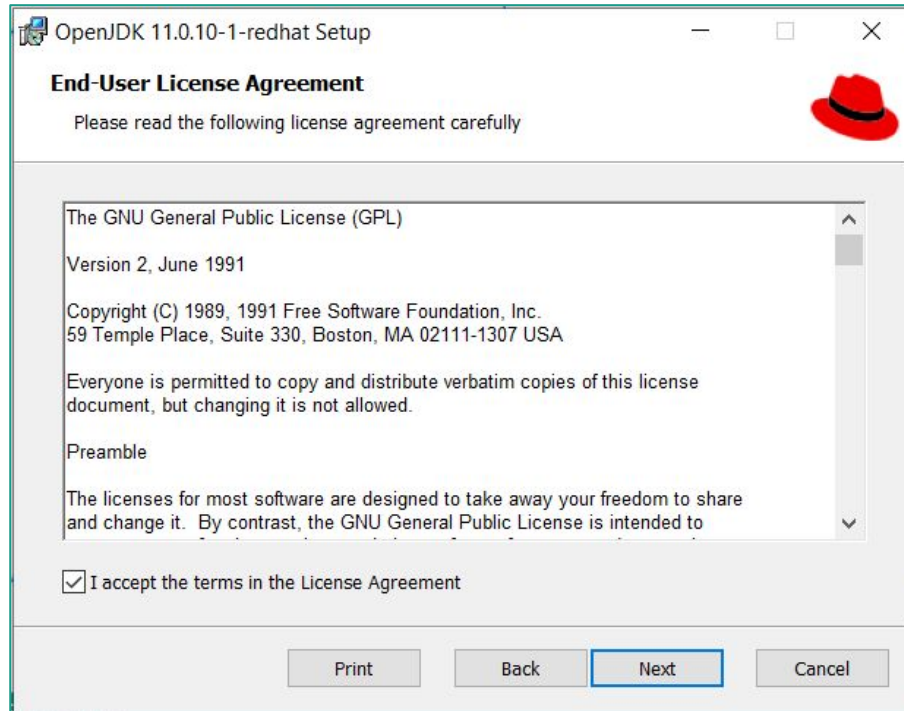 OpenJDK 11.0.10-1-redhat Setup
End-User License Agreement
Please read the following license agreement carefully
The GNU General Public License (GPL)
Version 2, June 1991
Copyright (C) 1989, 1991 Free Software Foundation, Inc.
59 Temple Place, Suite 330, Boston, MA 02111-1307 USA
Everyone is permitted to copy and distribute verbatim copies of this license
document, but changing it is not allowed.
Preamble
The licenses for most software are designed to take away your freedom to share
and change it. By contrast, the GNU General Public License is intended to
I accept the terms in the License Agreement
Print Back Next Cancel